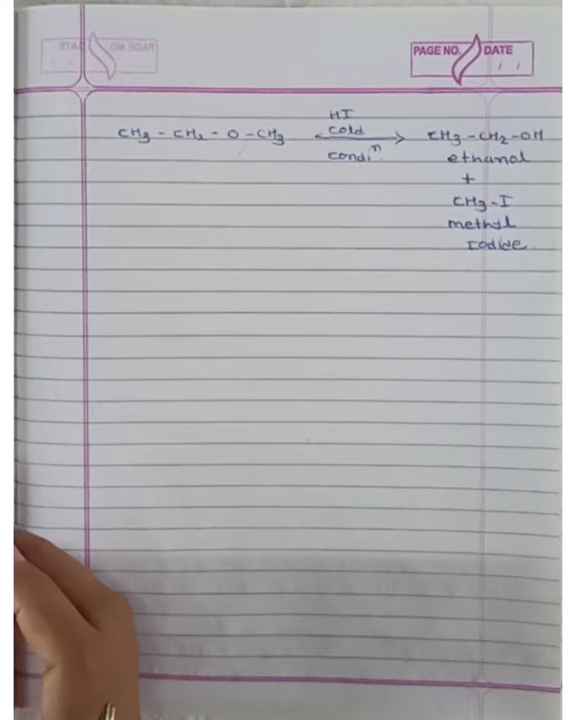 PAGE NO. DATE
HI
CH3 - CH2 - O - CH3 cold CH3 - CH2 - OH
condiⁿ ethanol
+
CH3 - I
methyl
Iodide